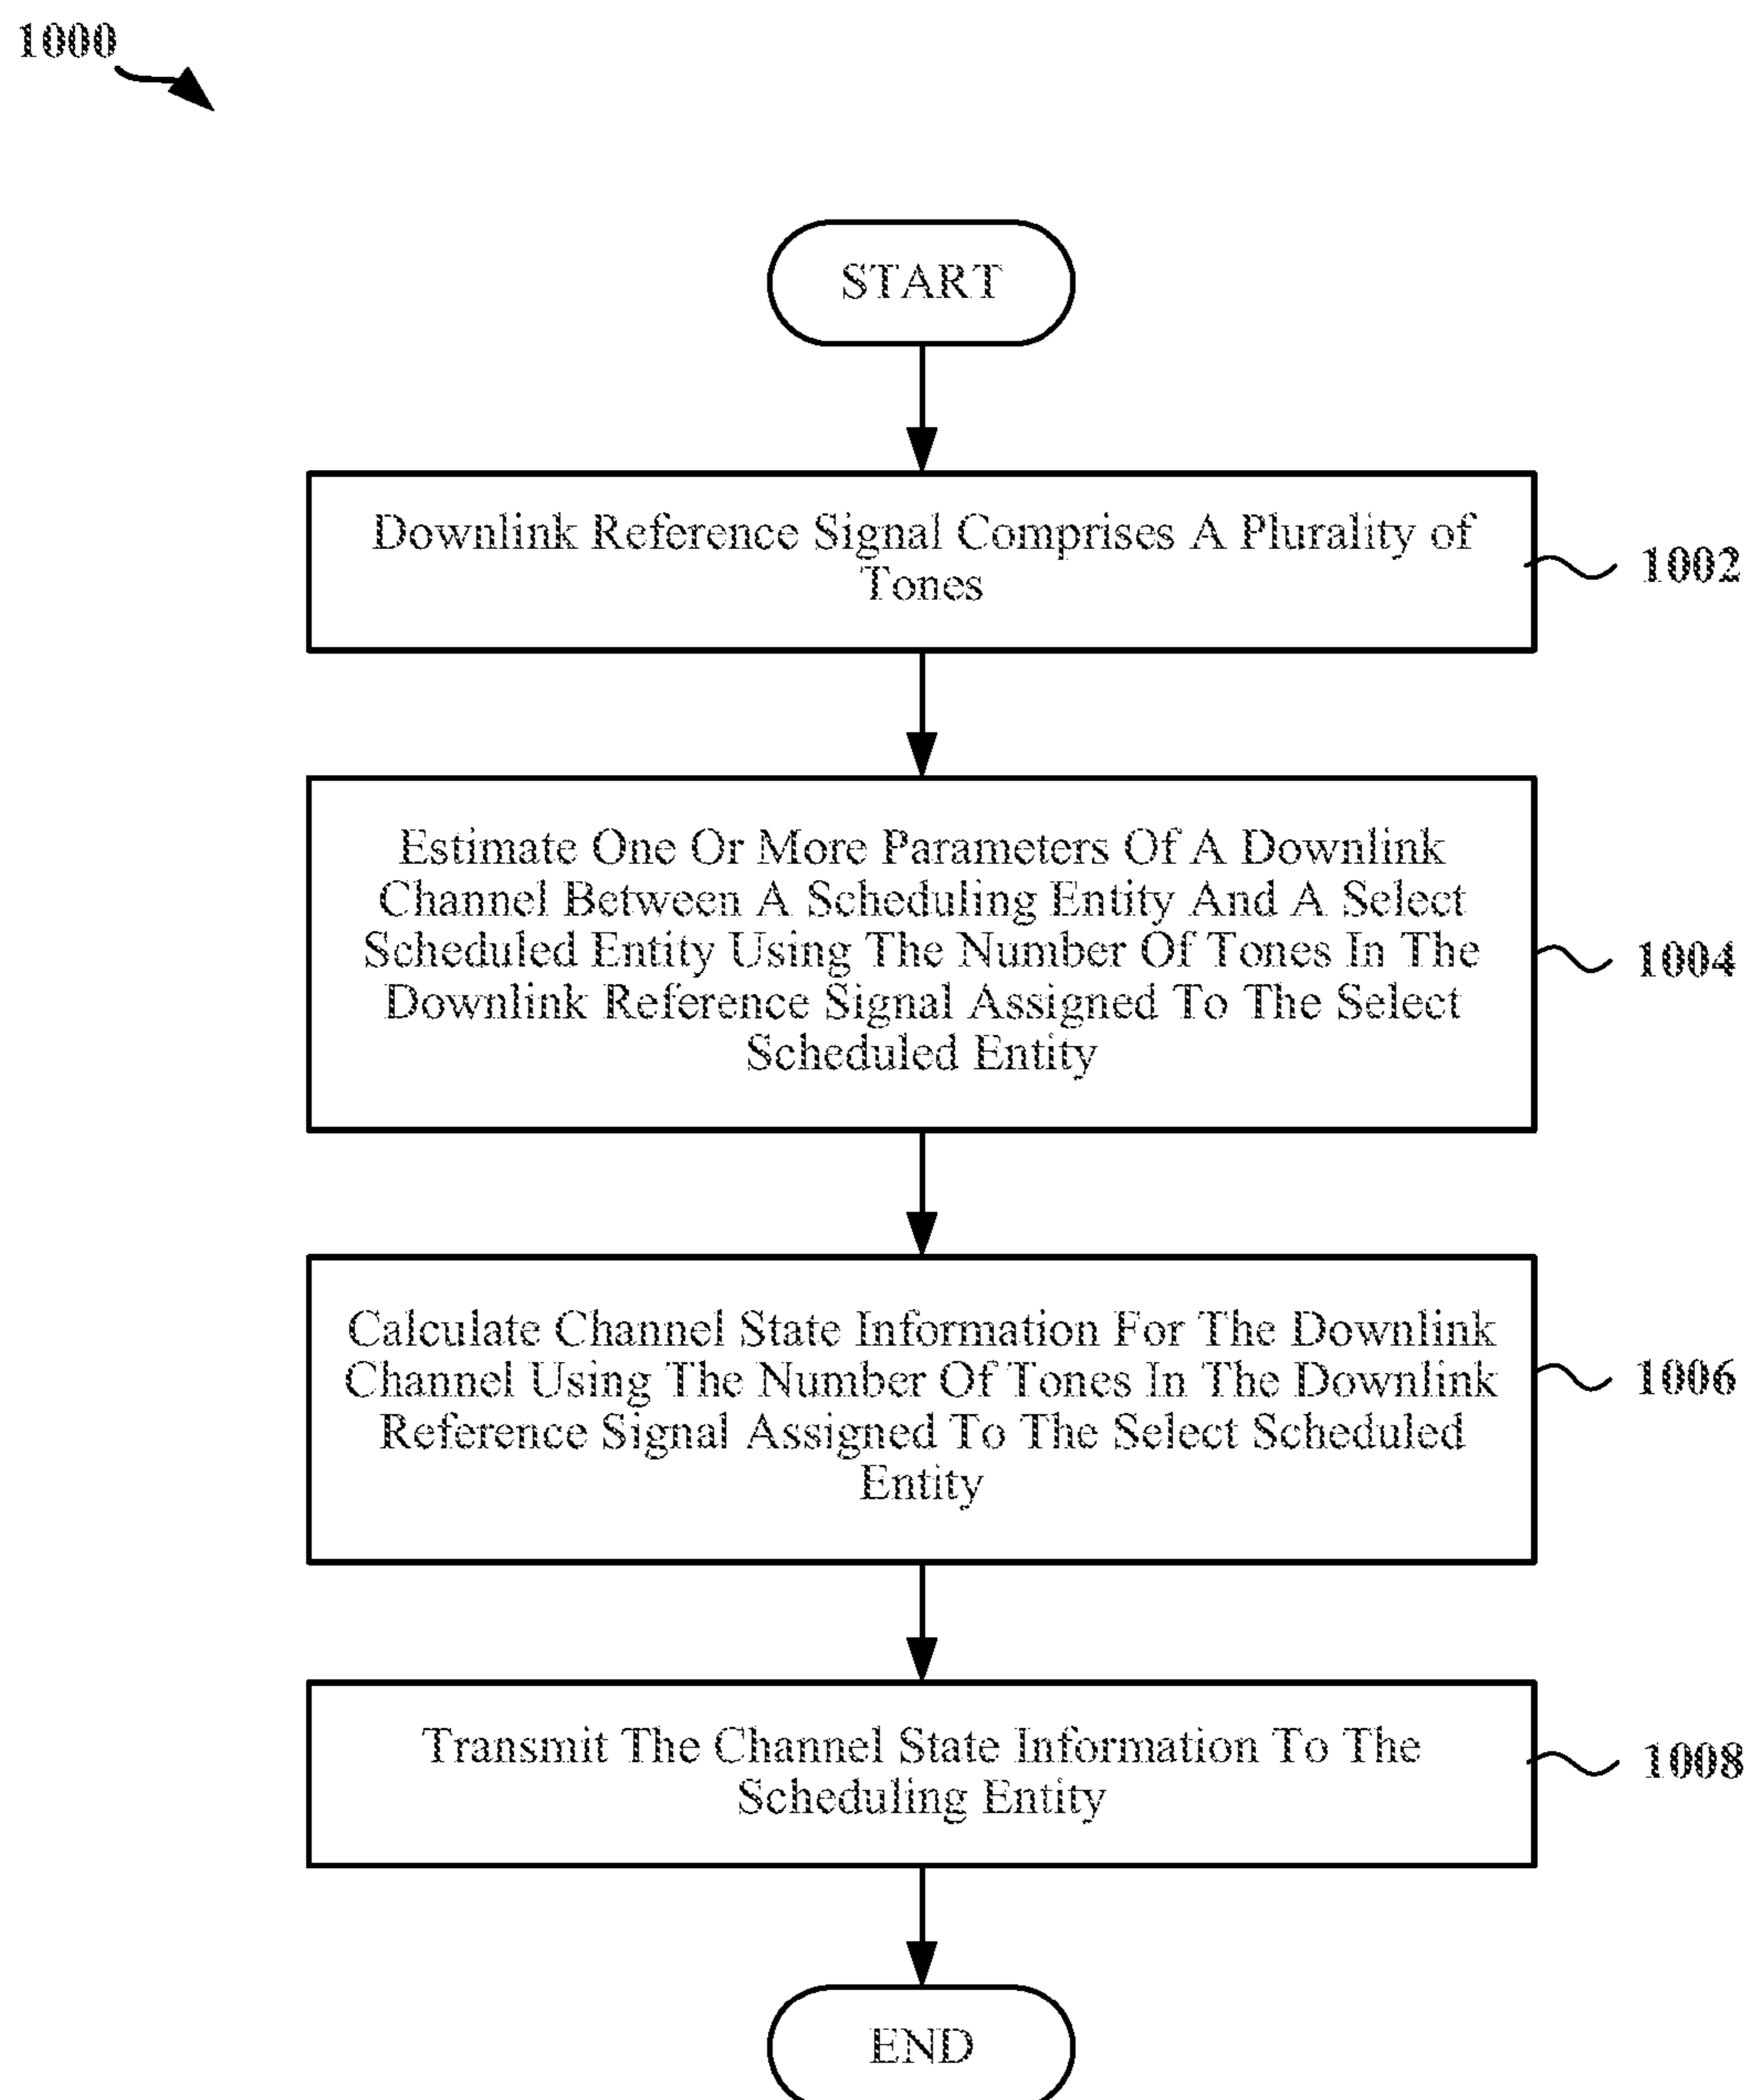 1000
START
Downlink Reference Signal Comprises A Plurality of
Tones
1002
Estimate One Or More Parameters Of A Downlink
Channel Between A Scheduling Entity And A Select
Scheduled Entity Using The Number Of Tones In The
Downlink Reference Signal Assigned To The Select
Scheduled Entity
1004
Calculate Channel State Information For The Downlink
Channel Using The Number Of Tones In The Downlink
Reference Signal Assigned To The Select Scheduled
Entity
1006
Transmit The Channel State Information To The
Scheduling Entity
1008
END